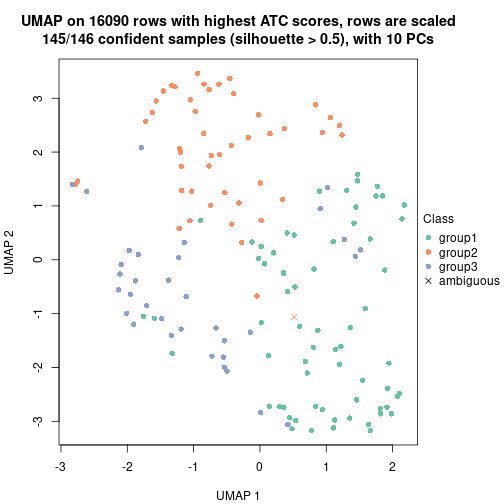 UMAP on 16090 rows with highest ATC scores, rows are scaled
145/146 confident samples (silhouette > 0.5), with 10 PCs
3
2
1
0
-1
-2
-3
UMAP 2
-3 -2 -1 0 1 2
UMAP 1
Class
group1
group2
group3
ambiguous